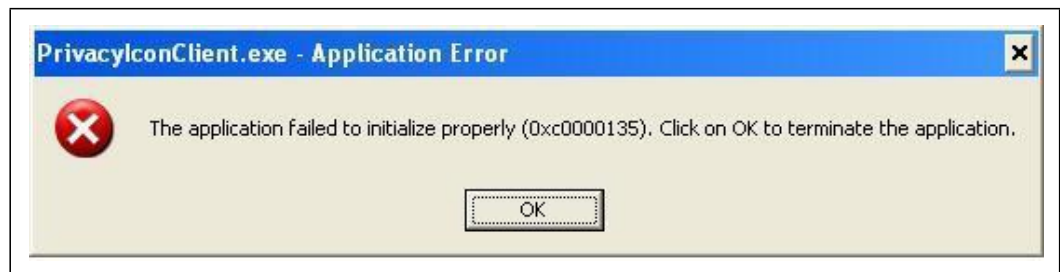 PrivacyIconClient.exe - Application Error
The application failed to initialize properly (0xc0000135). Click on OK to terminate the application.
OK